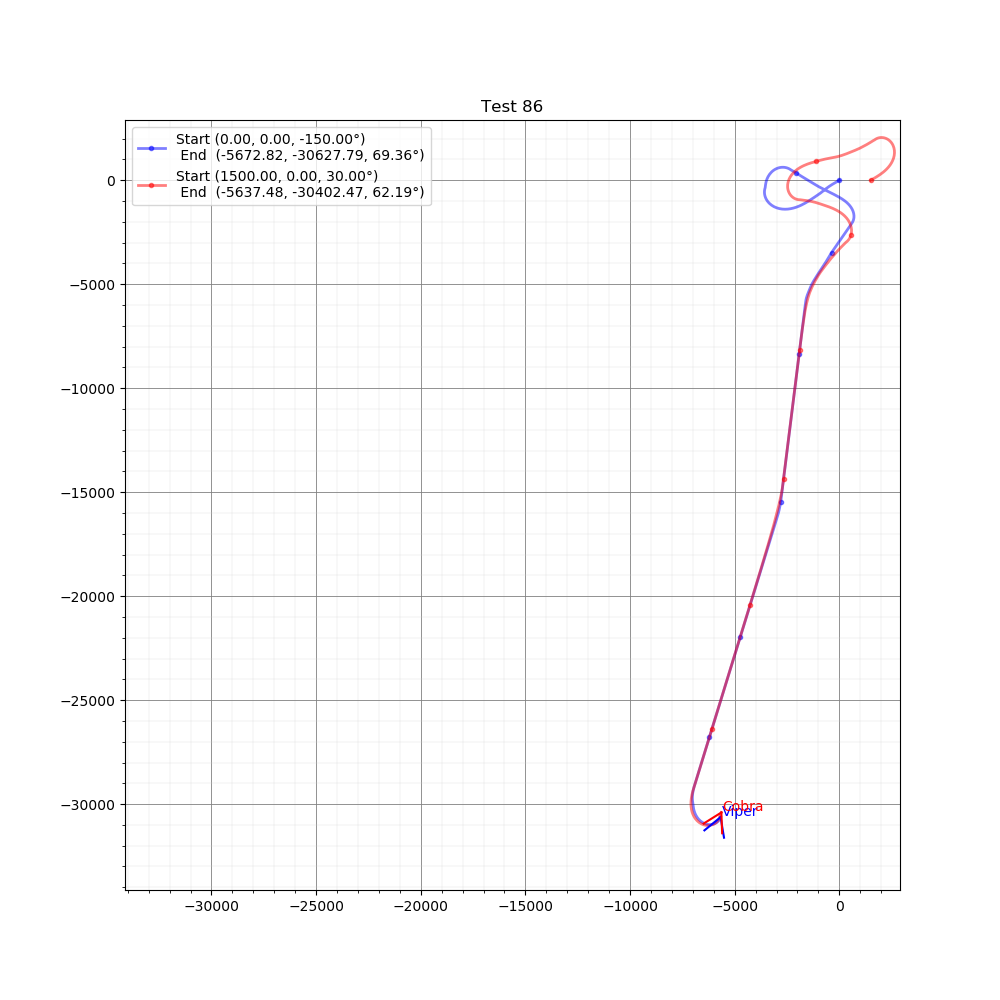 Test 86
Start (0.00, 0.00, -150.00°)
End  (-5672.82, -30627.79, 69.36°)
Start (1500.00, 0.00, 30.00°)
End  (-5637.48, -30402.47, 62.19°)
0
−5000
−10000
−15000
−20000
−25000
−30000
Cobra
Viper
−30000
−25000
−20000
−15000
−10000
−5000
0